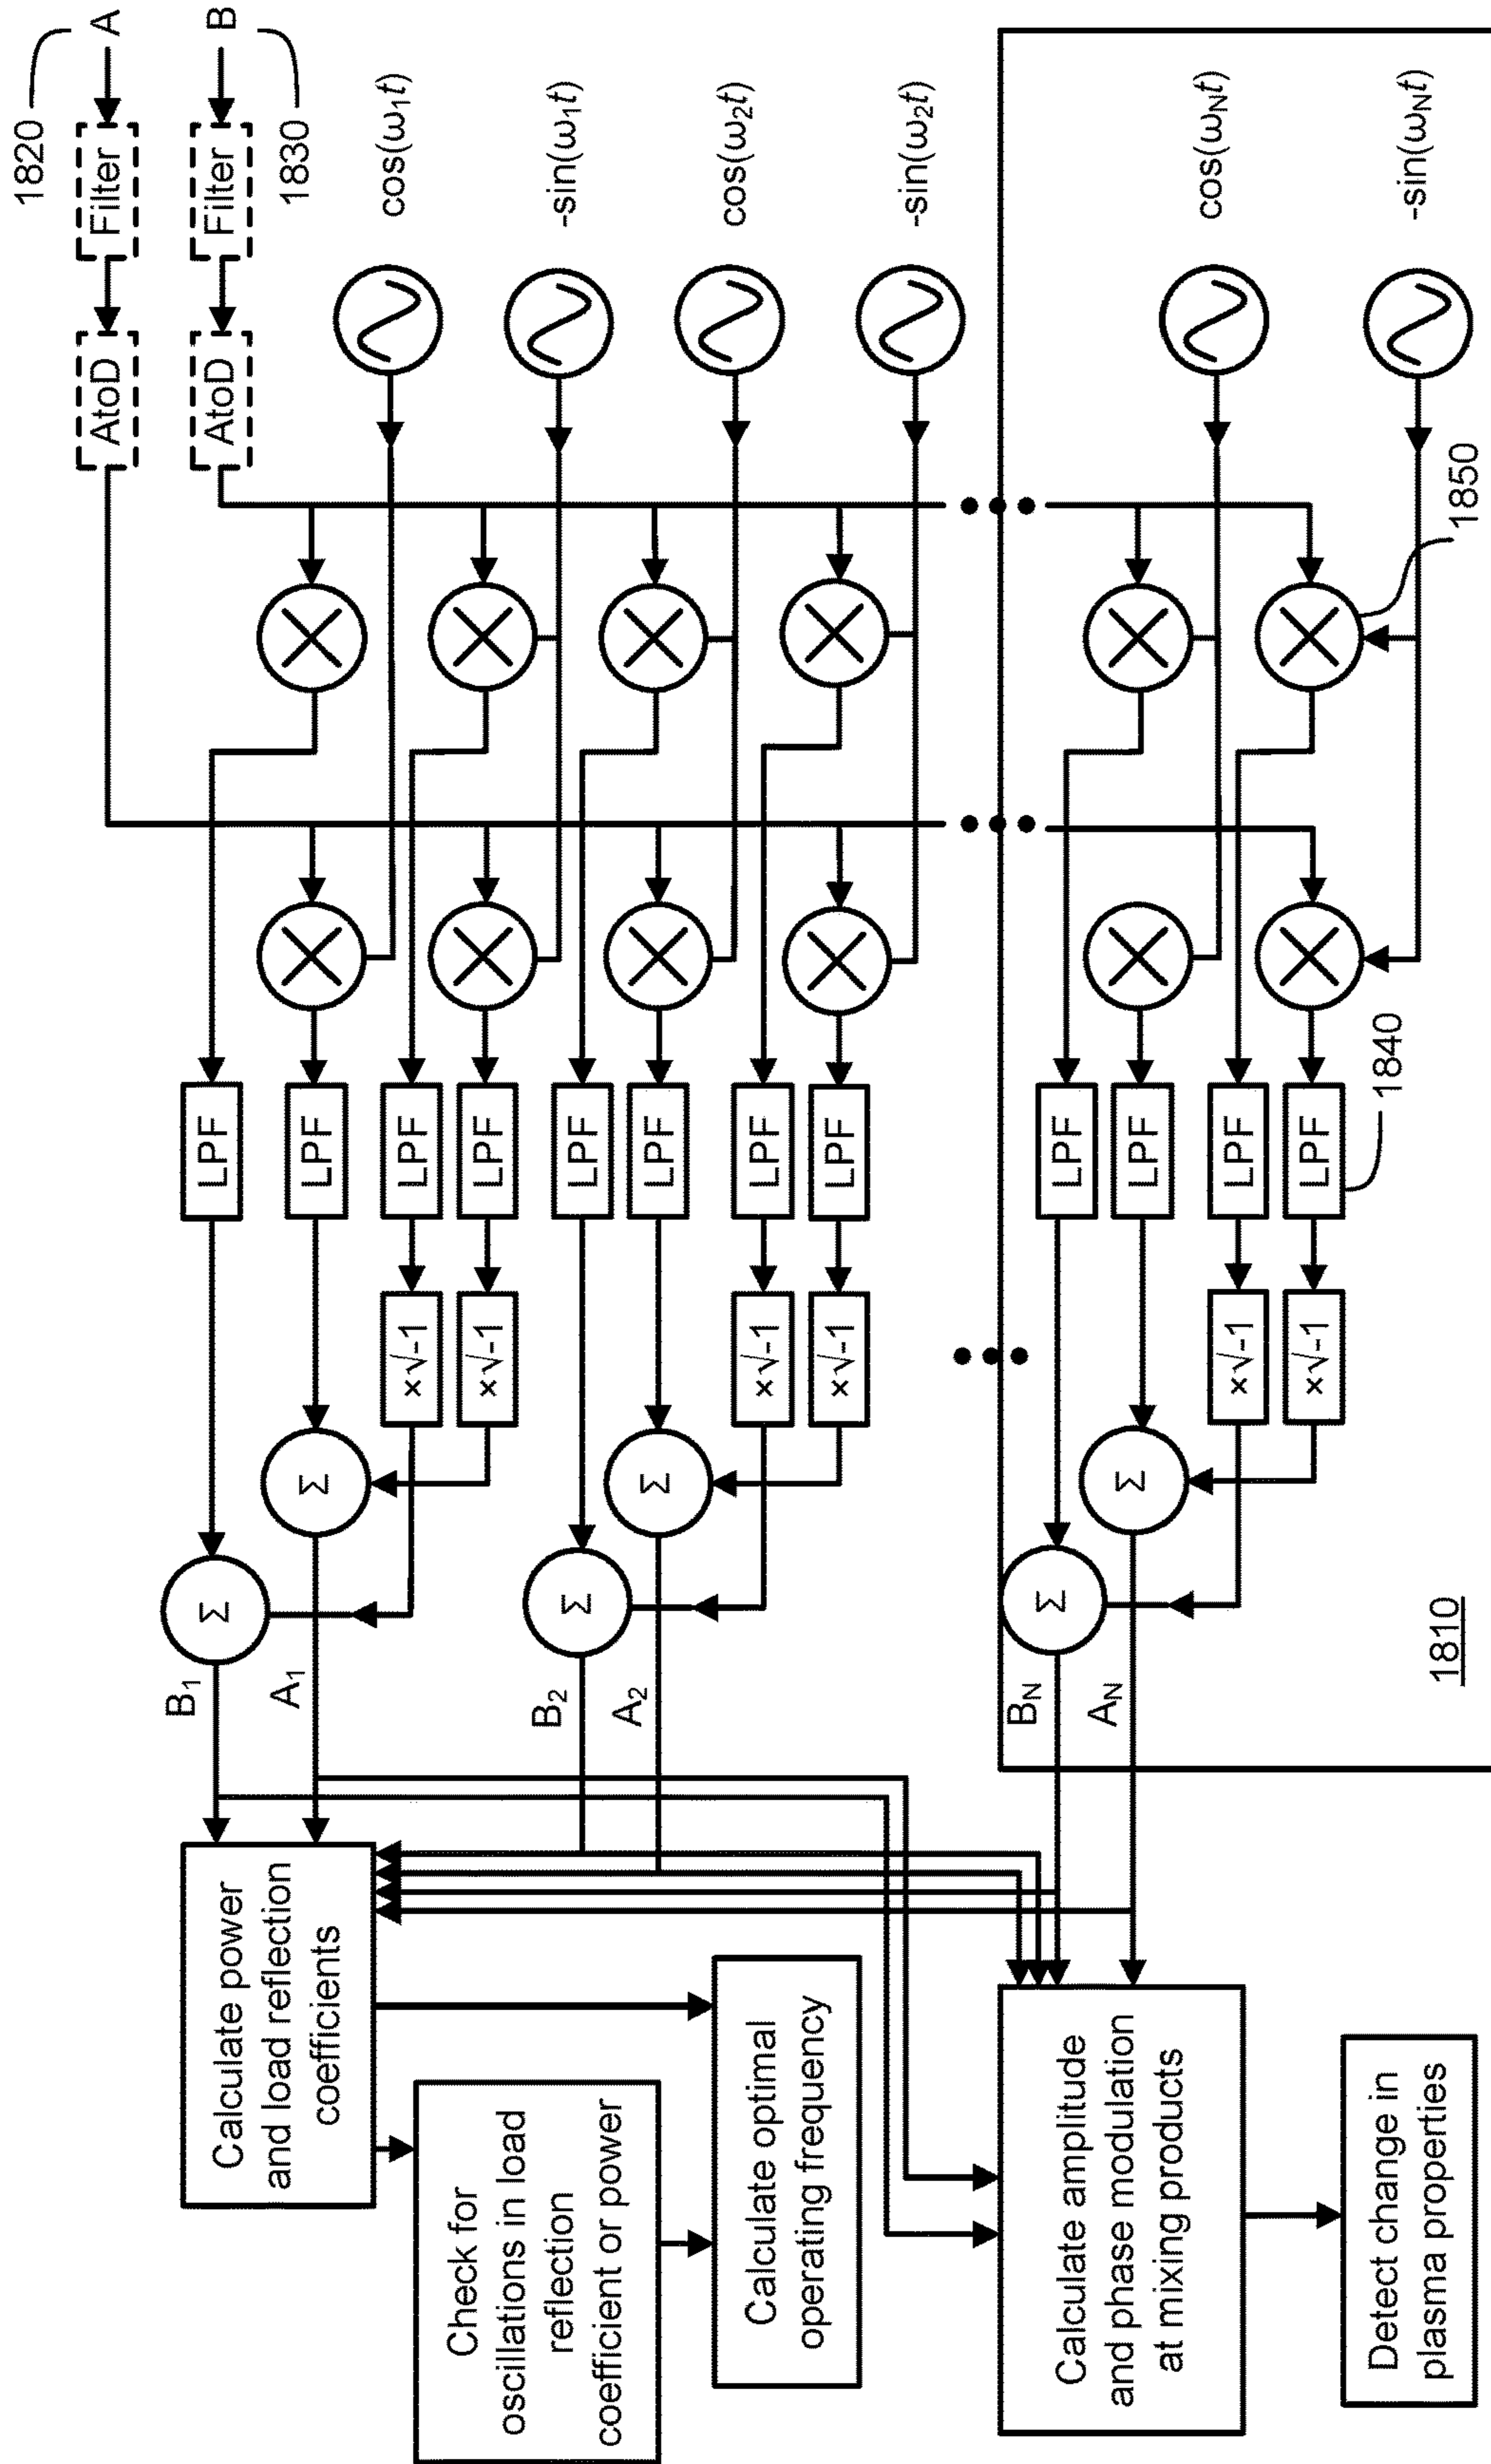 1820
A
Filter
AtoD
B
Filter
AtoD
1830
cos(ω₁t)
-sin(ω₁t)
cos(ω₂t)
-sin(ω₂t)
cos(ωNt)
-sin(ωNt)
1850
LPF
LPF
LPF
LPF
LPF
LPF
LPF
LPF
LPF
LPF
LPF
LPF
1840
×√-1
×√-1
×√-1
×√-1
×√-1
×√-1
Σ
Σ
Σ
Σ
Σ
Σ
B₁
A₁
B₂
A₂
BN
AN
1810
Calculate power
and load reflection
coefficients
Check for
oscillations in load
reflection
coefficient or power
Calculate optimal
operating frequency
Calculate amplitude
and phase modulation
at mixing products
Detect change in
plasma properties